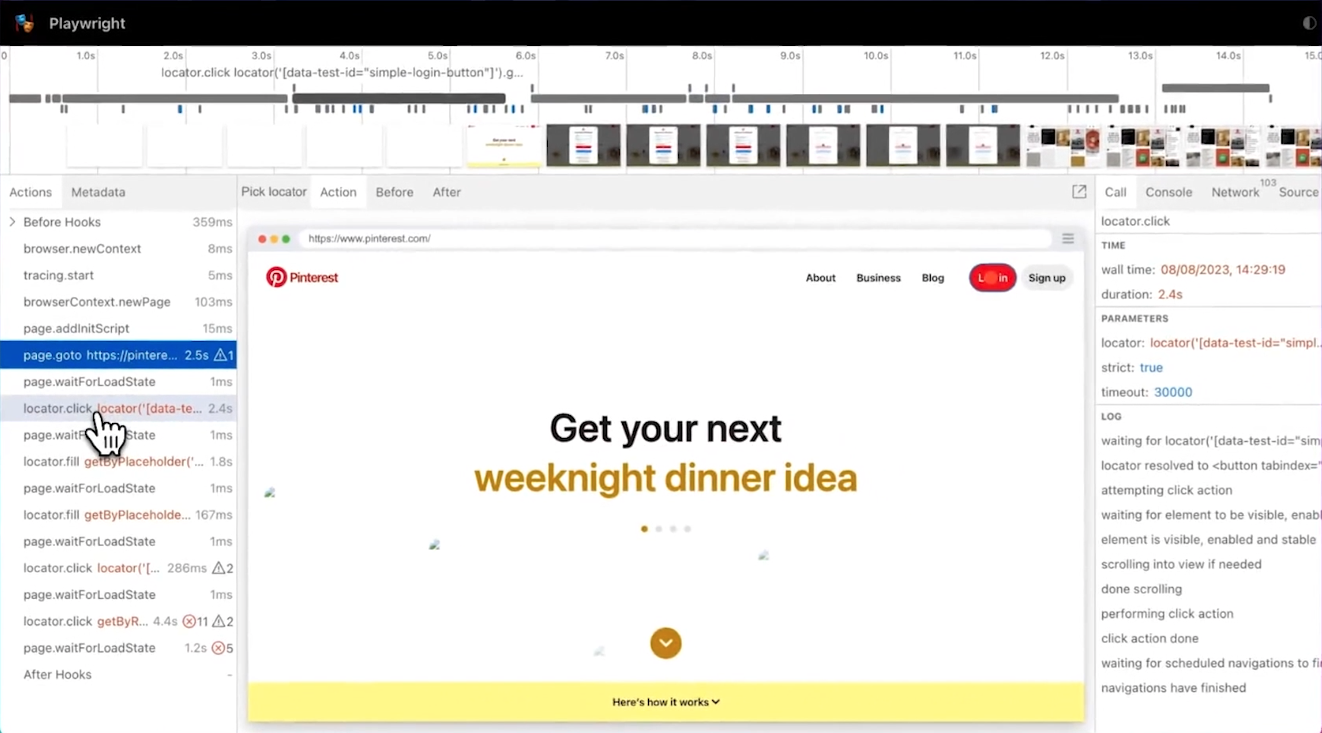 Playwright
0 1.0s 2.0s 3.0s 4.0s 5.0s 6.0s 7.0s 8.0s 9.0s 10.0s 11.0s 12.0s 13.0s 14.0s 15.0
locator.click locator('[data-test-id="simple-login-button"]').g...
Actions Metadata
Before Hooks 359ms
browser.newContext 8ms
tracing.start 5ms
browserContext.newPage 103ms
page.addInitScript 15ms
page.goto https://pintere... 2.5s 1
page.waitForLoadState 1ms
locator.click locator('[data-te... 2.4s
page.waitForLoadState 1ms
locator.fill getByPlaceholder('... 1.8s
page.waitForLoadState 1ms
locator.fill getByPlaceholde... 167ms
page.waitForLoadState 1ms
locator.click locator('[... 286ms 2
page.waitForLoadState 1ms
locator.click getByR... 4.4s 11 2
page.waitForLoadState 1.2s 5
After Hooks -
Pick locator Action Before After
https://www.pinterest.com/
Pinterest
About Business Blog Log in Sign up
Get your next
weeknight dinner idea
Here's how it works
Call Console Network 103 Source
locator.click
TIME
wall time: 08/08/2023, 14:29:19
duration: 2.4s
PARAMETERS
locator: locator('[data-test-id="simpl...
strict: true
timeout: 30000
LOG
waiting for locator('[data-test-id="sim
locator resolved to <button tabindex="
attempting click action
waiting for element to be visible, enab
element is visible, enabled and stable
scrolling into view if needed
done scrolling
performing click action
click action done
waiting for scheduled navigations to fi
navigations have finished